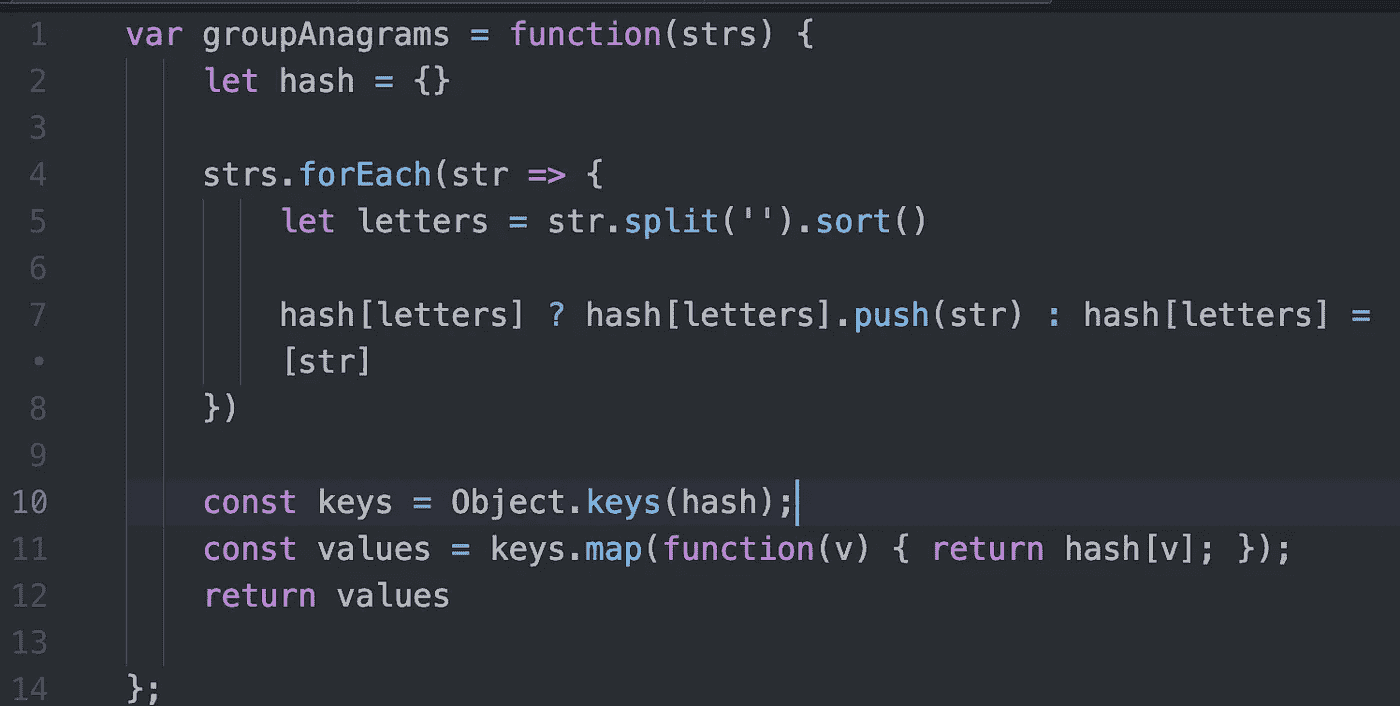 1 var groupAnagrams = function(strs) {
2 let hash = {}
3
4 strs.forEach(str => {
5 let letters = str.split('').sort()
6
7 hash[letters] ? hash[letters].push(str) : hash[letters] =
• [str]
8 })
9
10 const keys = Object.keys(hash);
11 const values = keys.map(function(v) { return hash[v]; });
12 return values
13
14 };